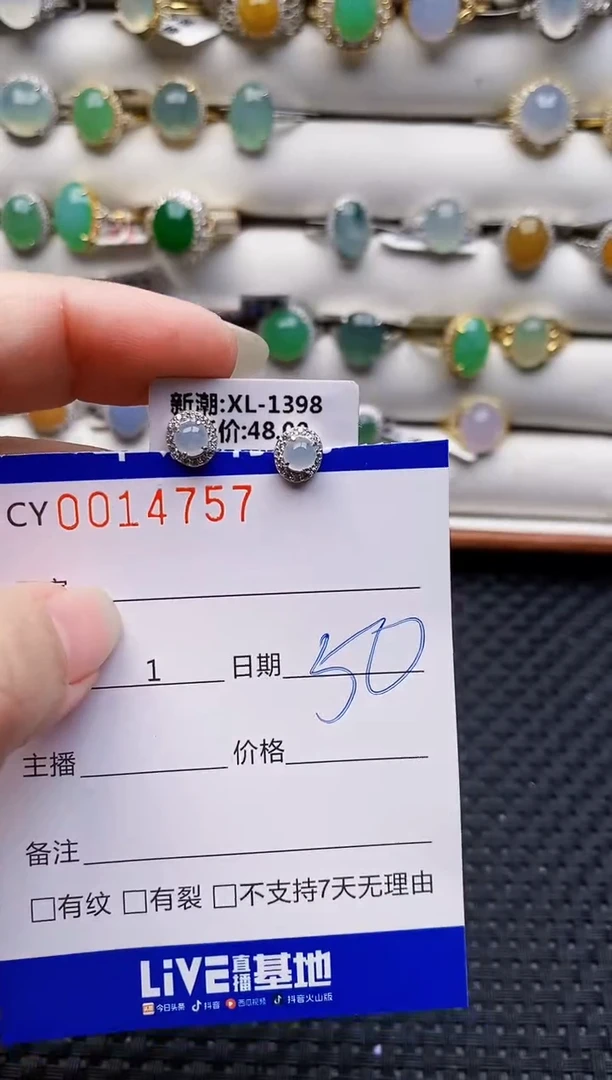 新潮:XL-1398
价:48.00
CY0014757
1 日期 50
主播 价格
备注
□有纹 □有裂 □不支持7天无理由
LiVE直播基地
今日头条 抖音 西瓜视频 抖音火山版